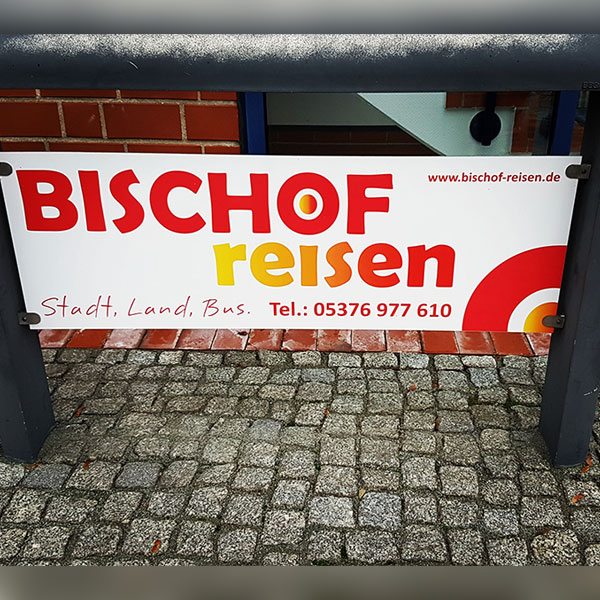 BISCHOF
www.bischof-reisen.de
reisen
Stadt, Land, Bus. Tel.: 05376 977 610